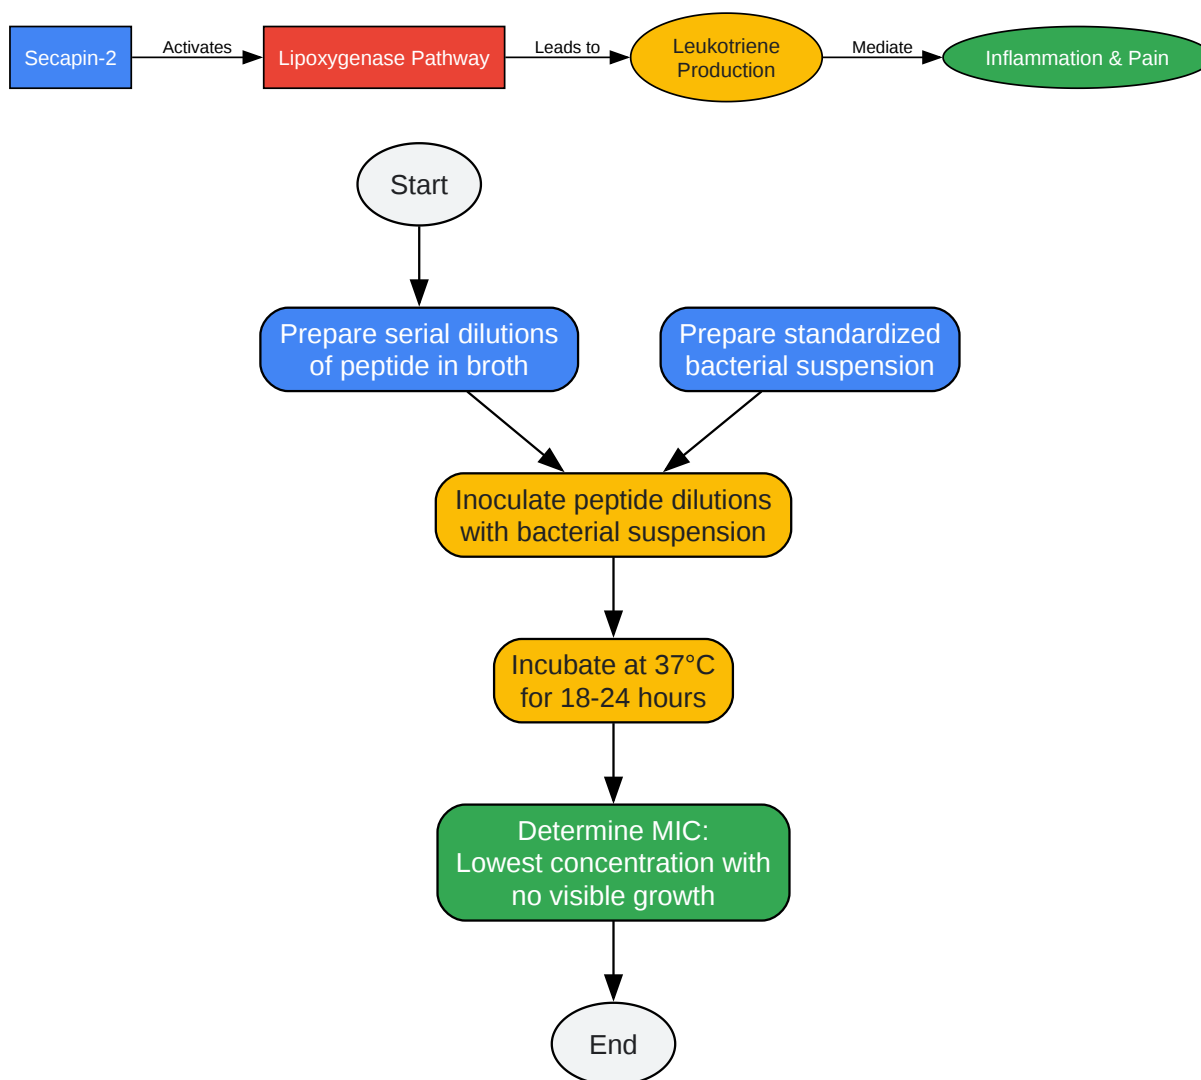 Secapin-2
Activates
Lipoxygenase Pathway
Leads to
Leukotriene
Production
Mediate
Inflammation & Pain
Start
Prepare serial dilutions
of peptide in broth
Prepare standardized
bacterial suspension
Inoculate peptide dilutions
with bacterial suspension
Incubate at 37°C
for 18-24 hours
Determine MIC:
Lowest concentration with
no visible growth
End